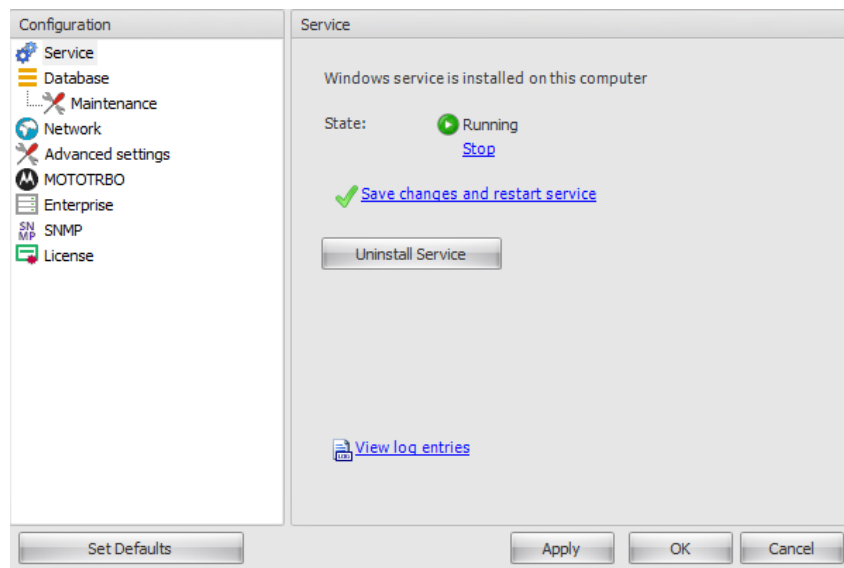 Configuration
Service
Database
Maintenance
Network
Advanced settings
MOTOTRBO
Enterprise
SN
MP
SNMP
License
Service
Windows service is installed on this computer
State:
Running
Stop
Save changes and restart service
Uninstall Service
LOG
View log entries
Set Defaults
Apply
OK
Cancel